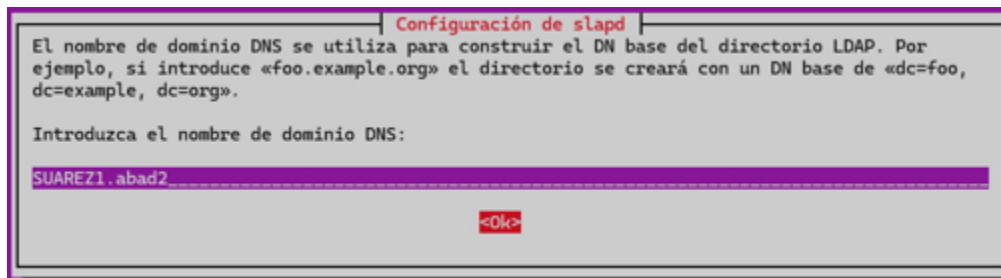 Configuración de slapd
El nombre de dominio DNS se utiliza para construir el DN base del directorio LDAP. Por
ejemplo, si introduce «foo.example.org» el directorio se creará con un DN base de «dc=foo,
dc=example, dc=org».
Introduzca el nombre de dominio DNS:
SUAREZ1.abad2
<Ok>